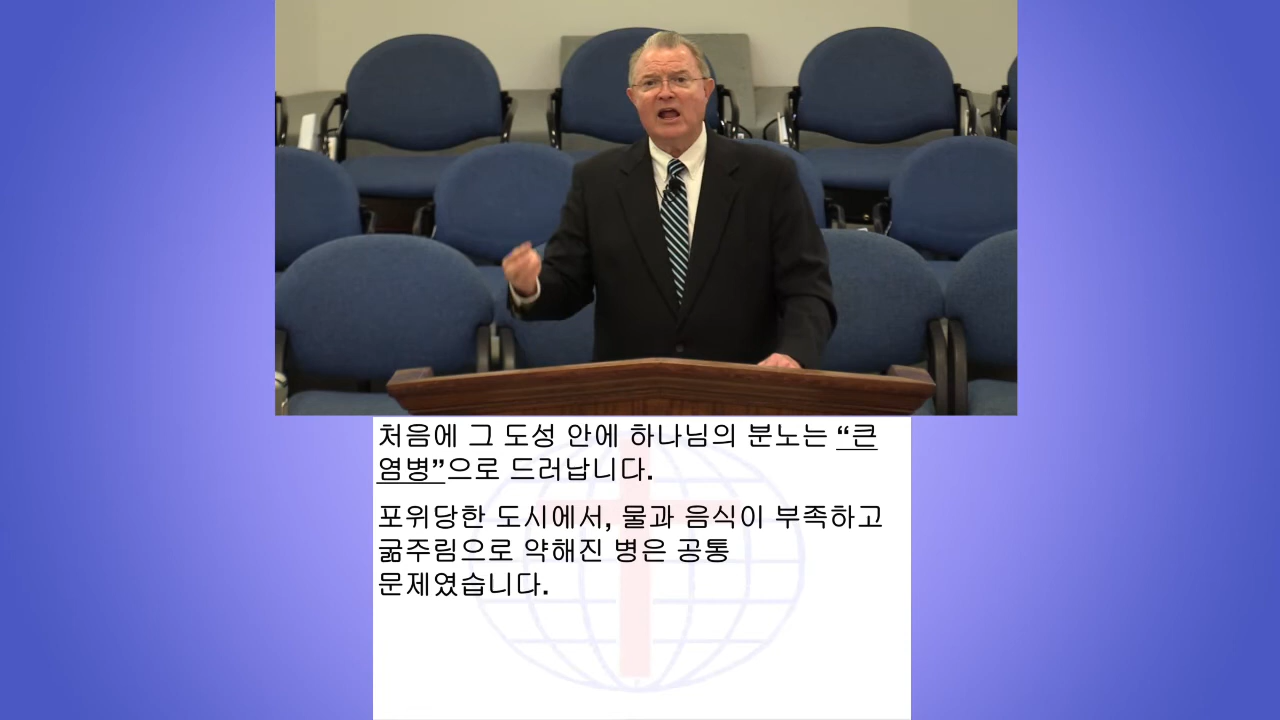 처음에 그 도성 안에 하나님의 분노는 “큰
염병”으로 드러납니다.
포위당한 도시에서, 물과 음식이 부족하고
굶주림으로 약해진 병은 공통
문제였습니다.